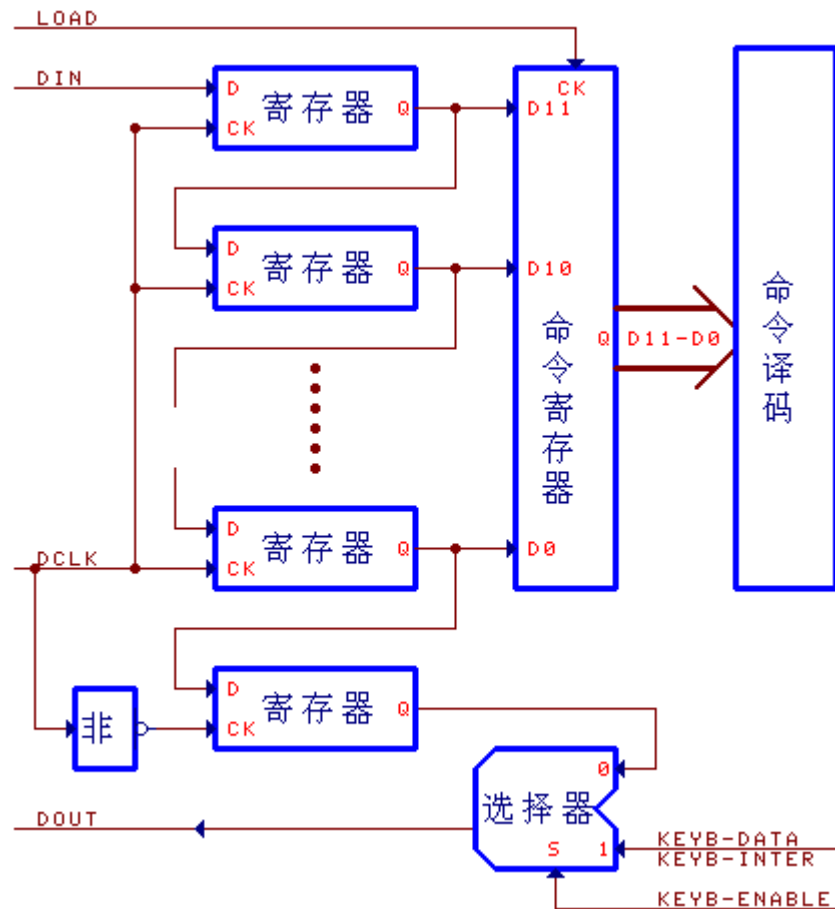 LOAD
DIN
D 寄存器 Q
CK
CK
D11
D 寄存器 Q
CK
D10
命令寄存器
Q D11-D0
命令译码
DCLK
D 寄存器 Q
CK
D0
非
D 寄存器 Q
CK
0
选择器
S 1
DOUT
KEYB-DATA
KEYB-INTER
KEYB-ENABLE